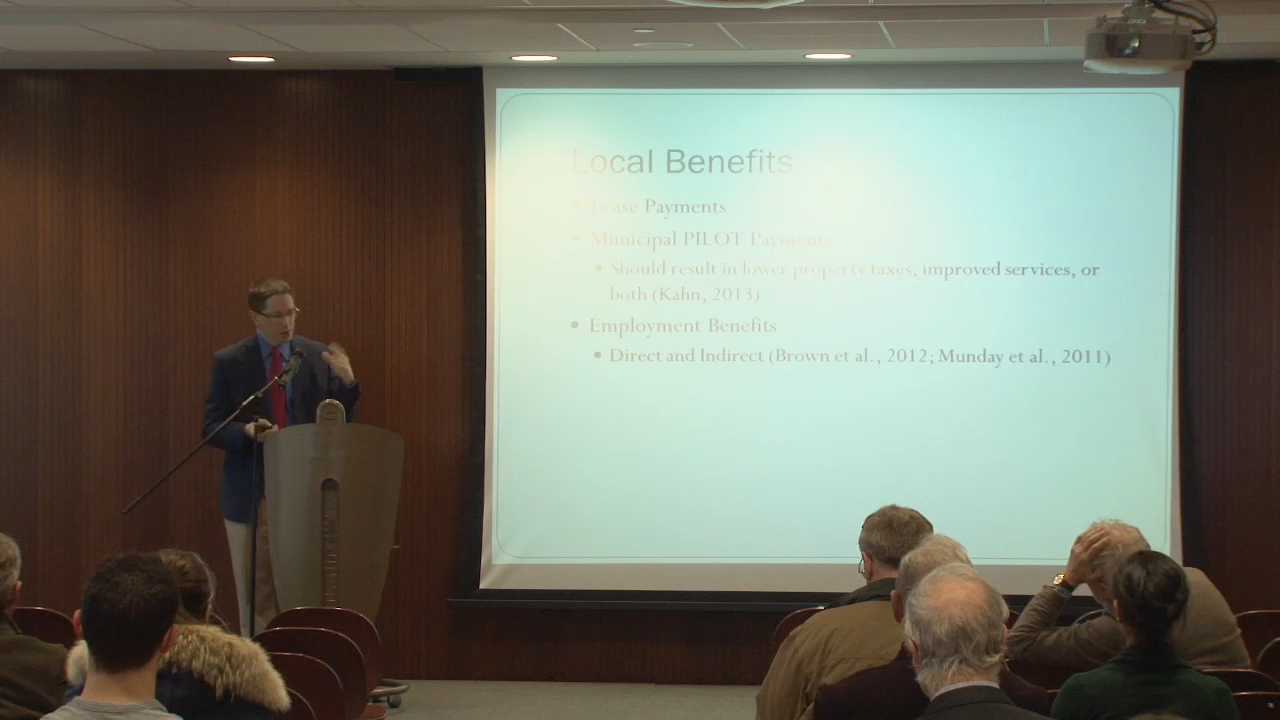 Local Benefits
• Lease Payments
• Municipal PILOT Payments
• Should result in lower property taxes, improved services, or
both (Kahn, 2013)
• Employment Benefits
• Direct and Indirect (Brown et al., 2012; Munday et al., 2011)